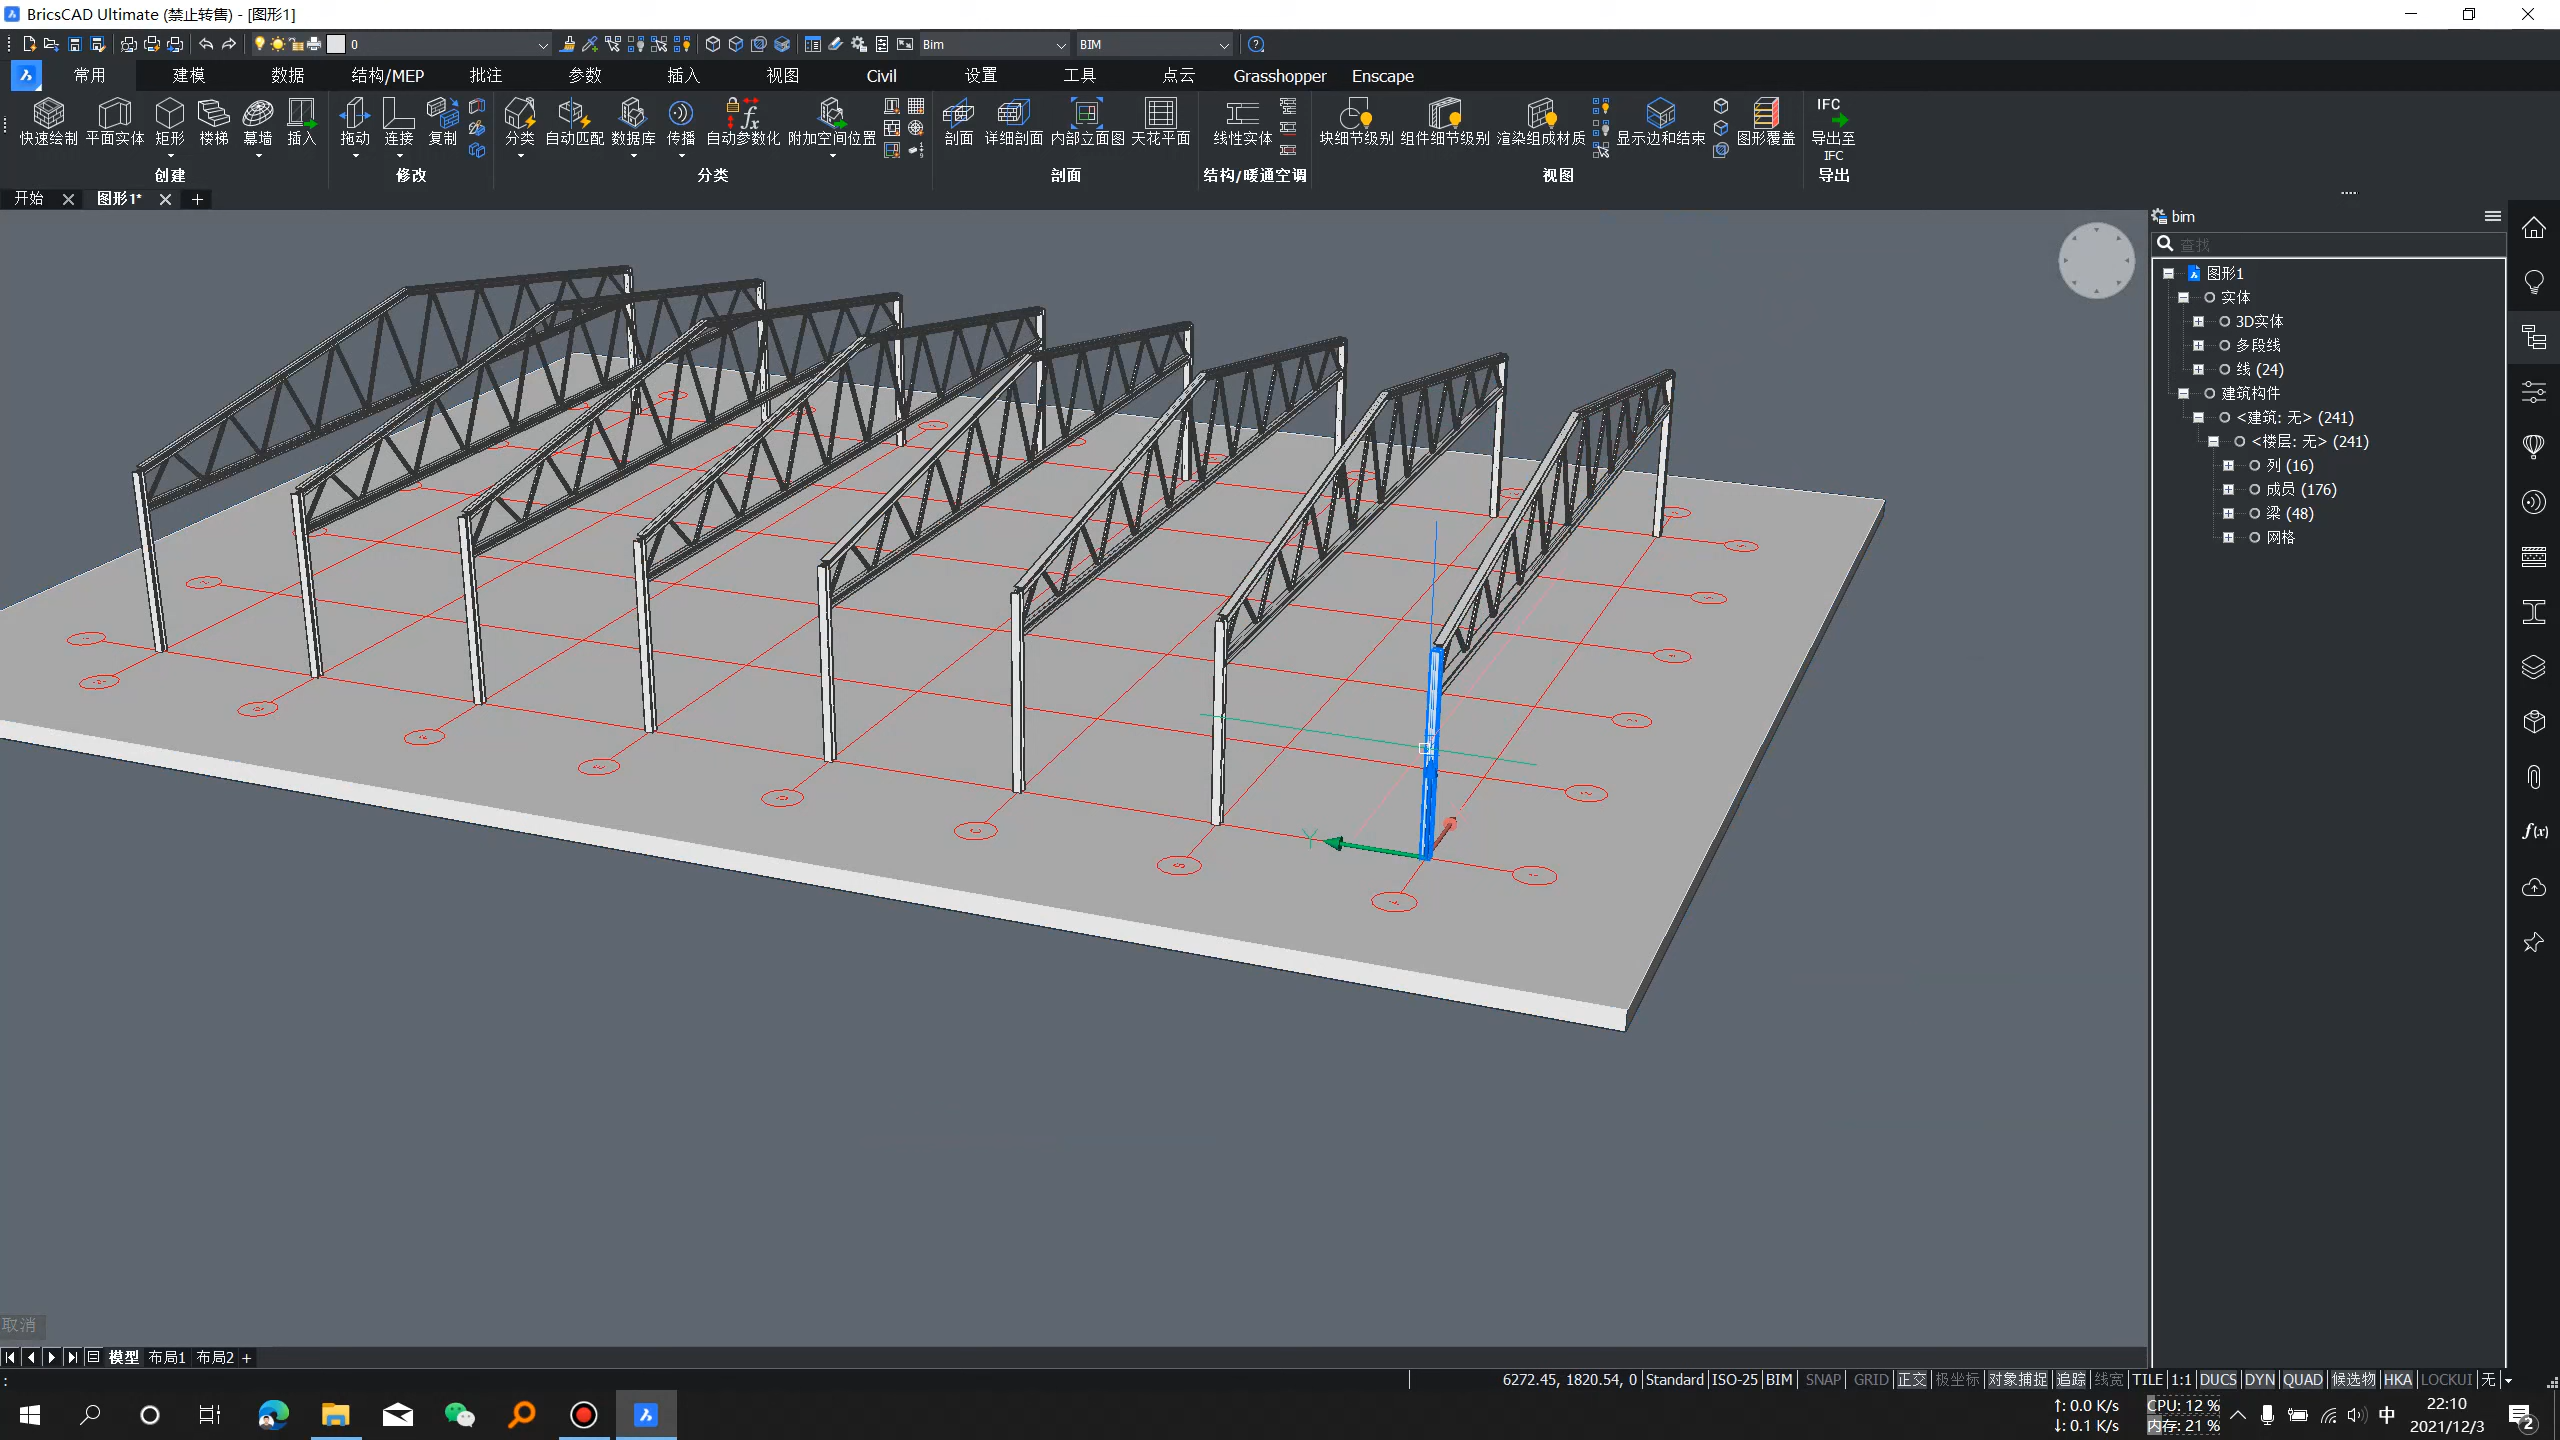 BricsCAD Ultimate (禁止转售) - [图形1]
0
Bim
BIM
常用 建模 数据 结构/MEP 批注 参数 插入 视图 Civil 设置 工具 点云 Grasshopper Enscape
快速绘制 平面实体 矩形 楼梯 幕墙 插入 拖动 连接 复制 分类 自动匹配 数据库 传播 自动参数化 附加空间位置 剖面 详细剖面 内部立面图 天花平面 线性实体 块细节级别 组件细节级别 渲染组成材质 显示边和结束 图形覆盖 IFC 导出至 IFC
创建 修改 分类 剖面 结构/暖通空调 视图 导出
开始 图形1*
bim
查找
图形1
实体
3D实体
多段线
线 (24)
建筑构件
<建筑: 无> (241)
<楼层: 无> (241)
列 (16)
成员 (176)
梁 (48)
网格
Y
f(x)
取消
模型 布局1 布局2 +
:
6272.45, 1820.54, 0 Standard ISO-25 BIM SNAP GRID 正交 极坐标 对象捕捉 追踪 线宽 TILE 1:1 DUCS DYN QUAD 候选物 HKA LOCKUI 无
↑: 0.0 K/s
↓: 0.1 K/s
CPU: 12 %
内存: 21 %
中
22:10
2021/12/3
2